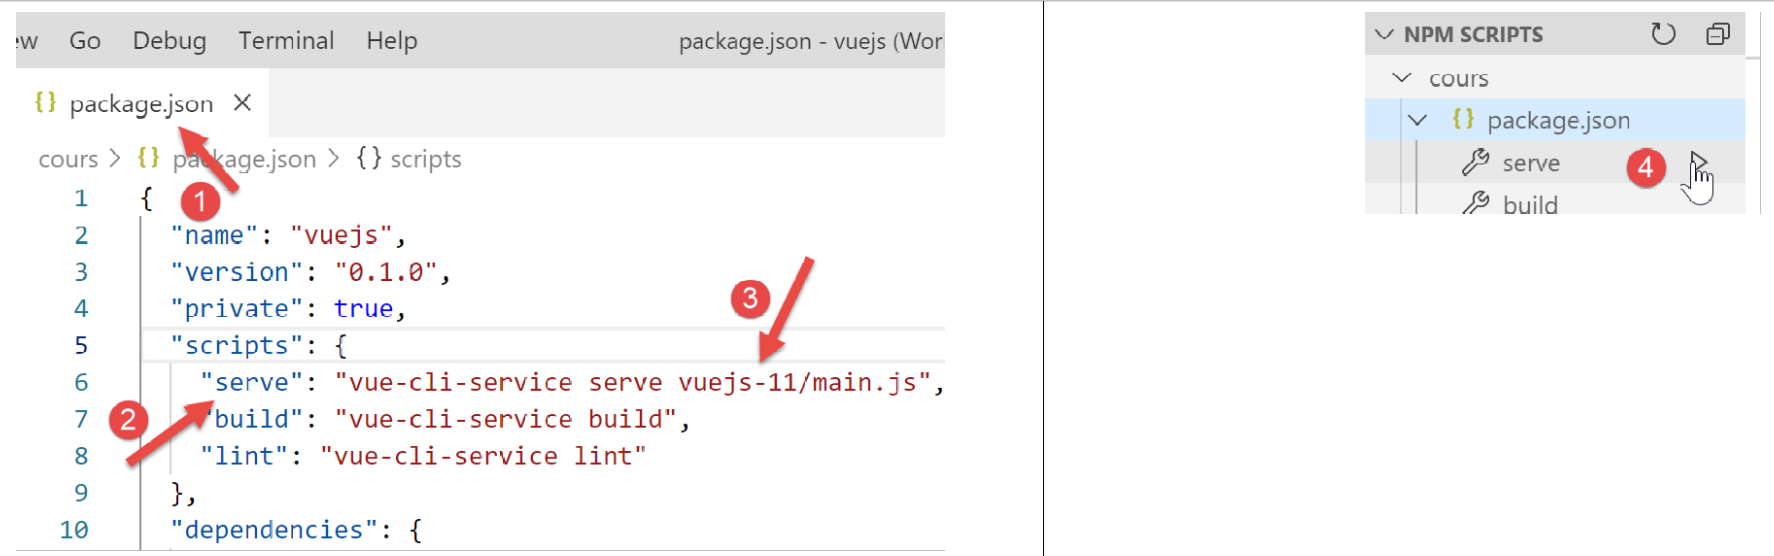 ew Go Debug Terminal Help package.json - vuejs (Wor
{} package.json ×
cours > {} package.json > {} scripts
1 {
1
2 "name": "vuejs",
3 "version": "0.1.0",
4 "private": true,
3
5 "scripts": {
6 "serve": "vue-cli-service serve vuejs-11/main.js",
7 "build": "vue-cli-service build",
2
8 "lint": "vue-cli-service lint"
9 },
10 "dependencies": {
NPM SCRIPTS
cours
{} package.json
serve
4
build